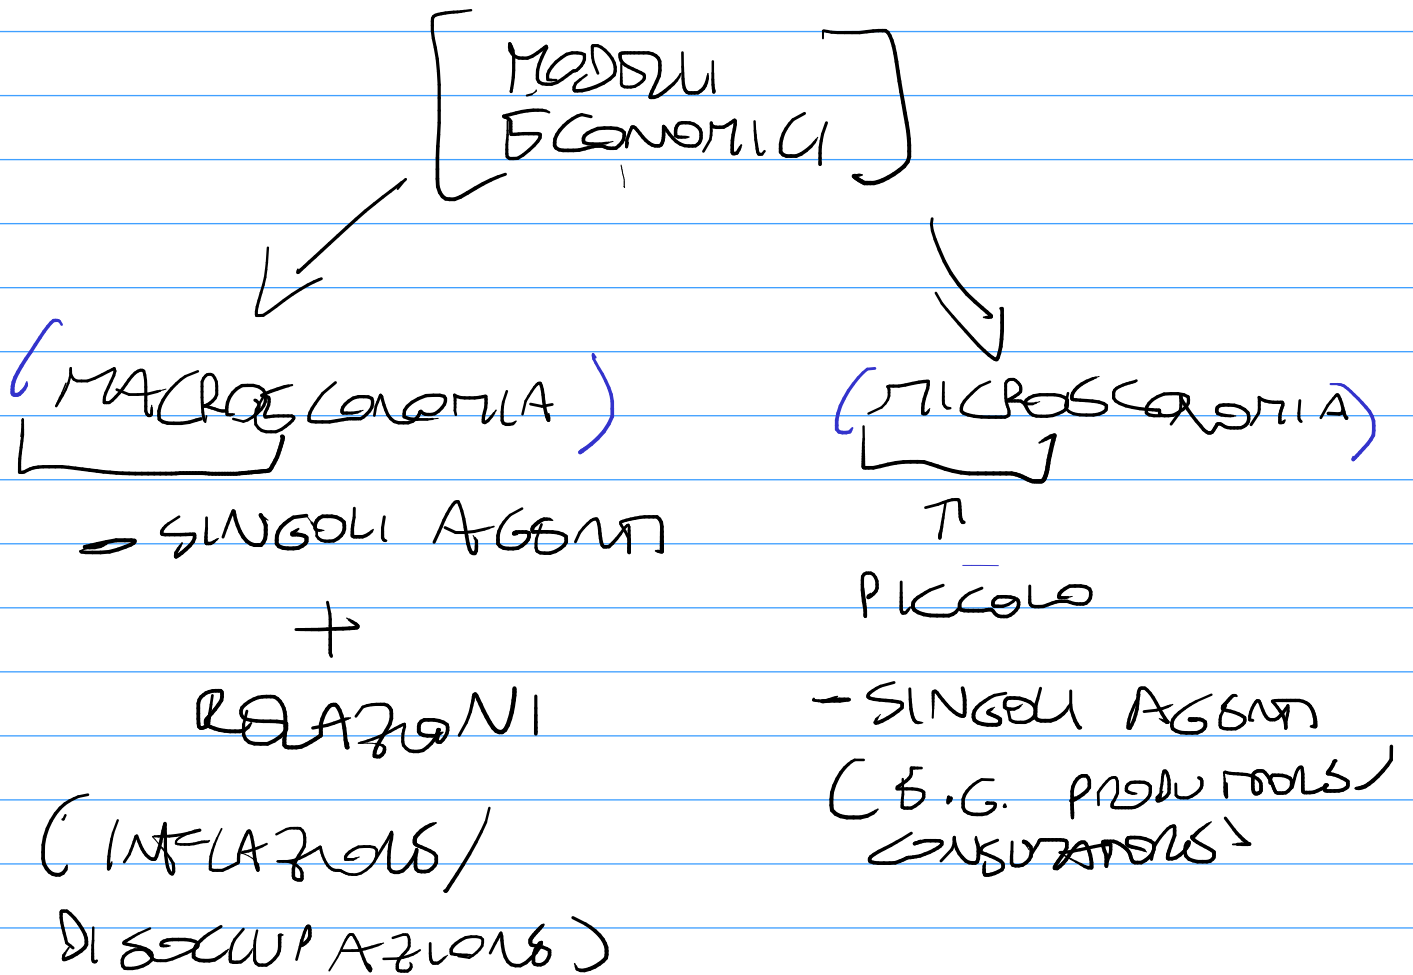 MODELLI
ECONOMICI
(MACROECONOMIA)
- SINGOLI AGENTI
+
RELAZIONI
(INFLAZIONE/
DISOCCUPAZIONE)
(MICROECONOMIA)
↑
PICCOLO
- SINGOLI AGENTI
(E.G. PRODUTTORE/
CONSUMATORE)